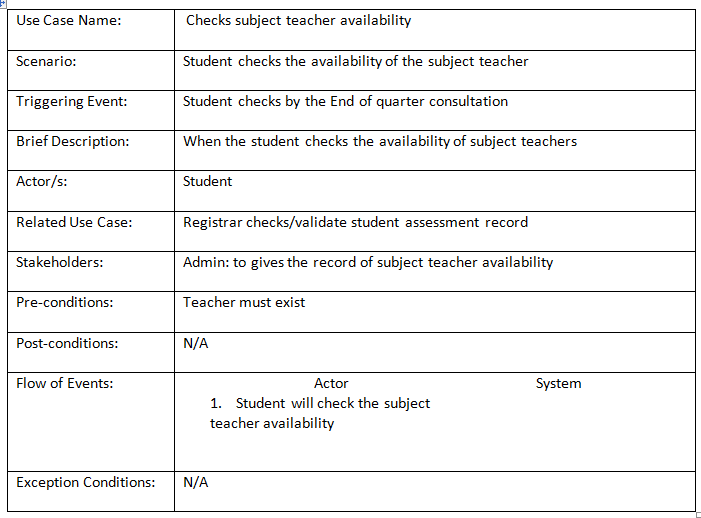 Use Case Name: Checks subject teacher availability
Scenario: Student checks the availability of the subject teacher
Triggering Event: Student checks by the End of quarter consultation
Brief Description: When the student checks the availability of subject teachers
Actor/s: Student
Related Use Case: Registrar checks/validate student assessment record
Stakeholders: Admin: to gives the record of subject teacher availability
Pre-conditions: Teacher must exist
Post-conditions: N/A
Flow of Events: Actor System
1. Student will check the subject
teacher availability
Exception Conditions: N/A